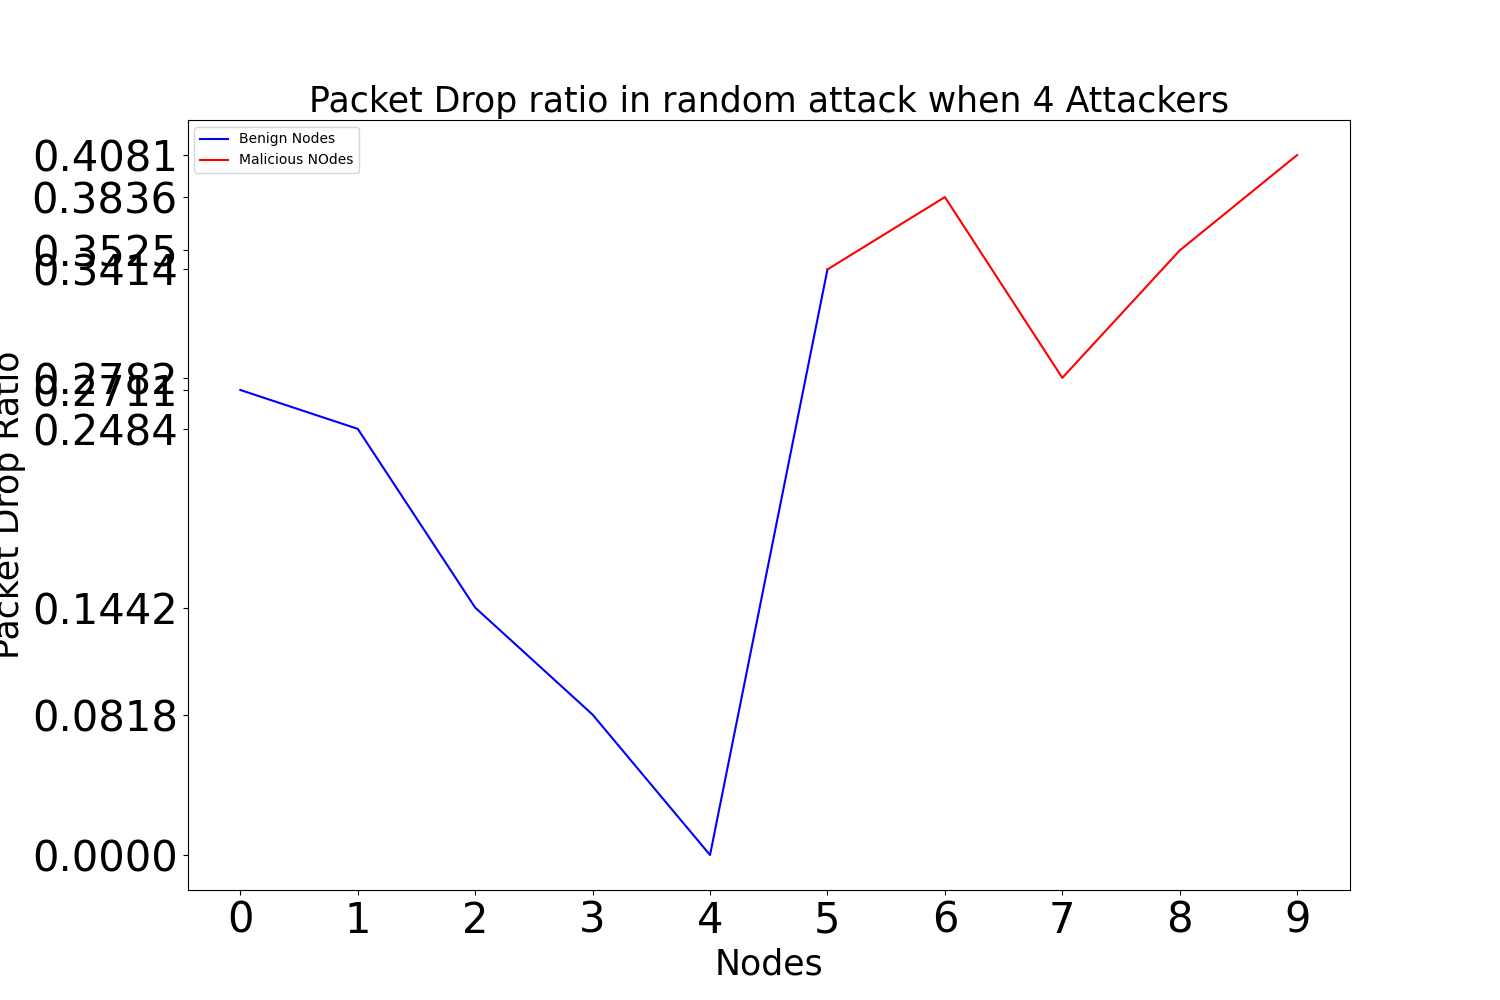 Packet Drop ratio in random attack when 4 Attackers
Benign Nodes
Malicious NOdes
0.4081
0.3836
0.3525
0.3414
0.2782
0.2711
0.2484
0.1442
0.0818
0.0000
Packet Drop Ratio
0 1 2 3 4 5 6 7 8 9
Nodes